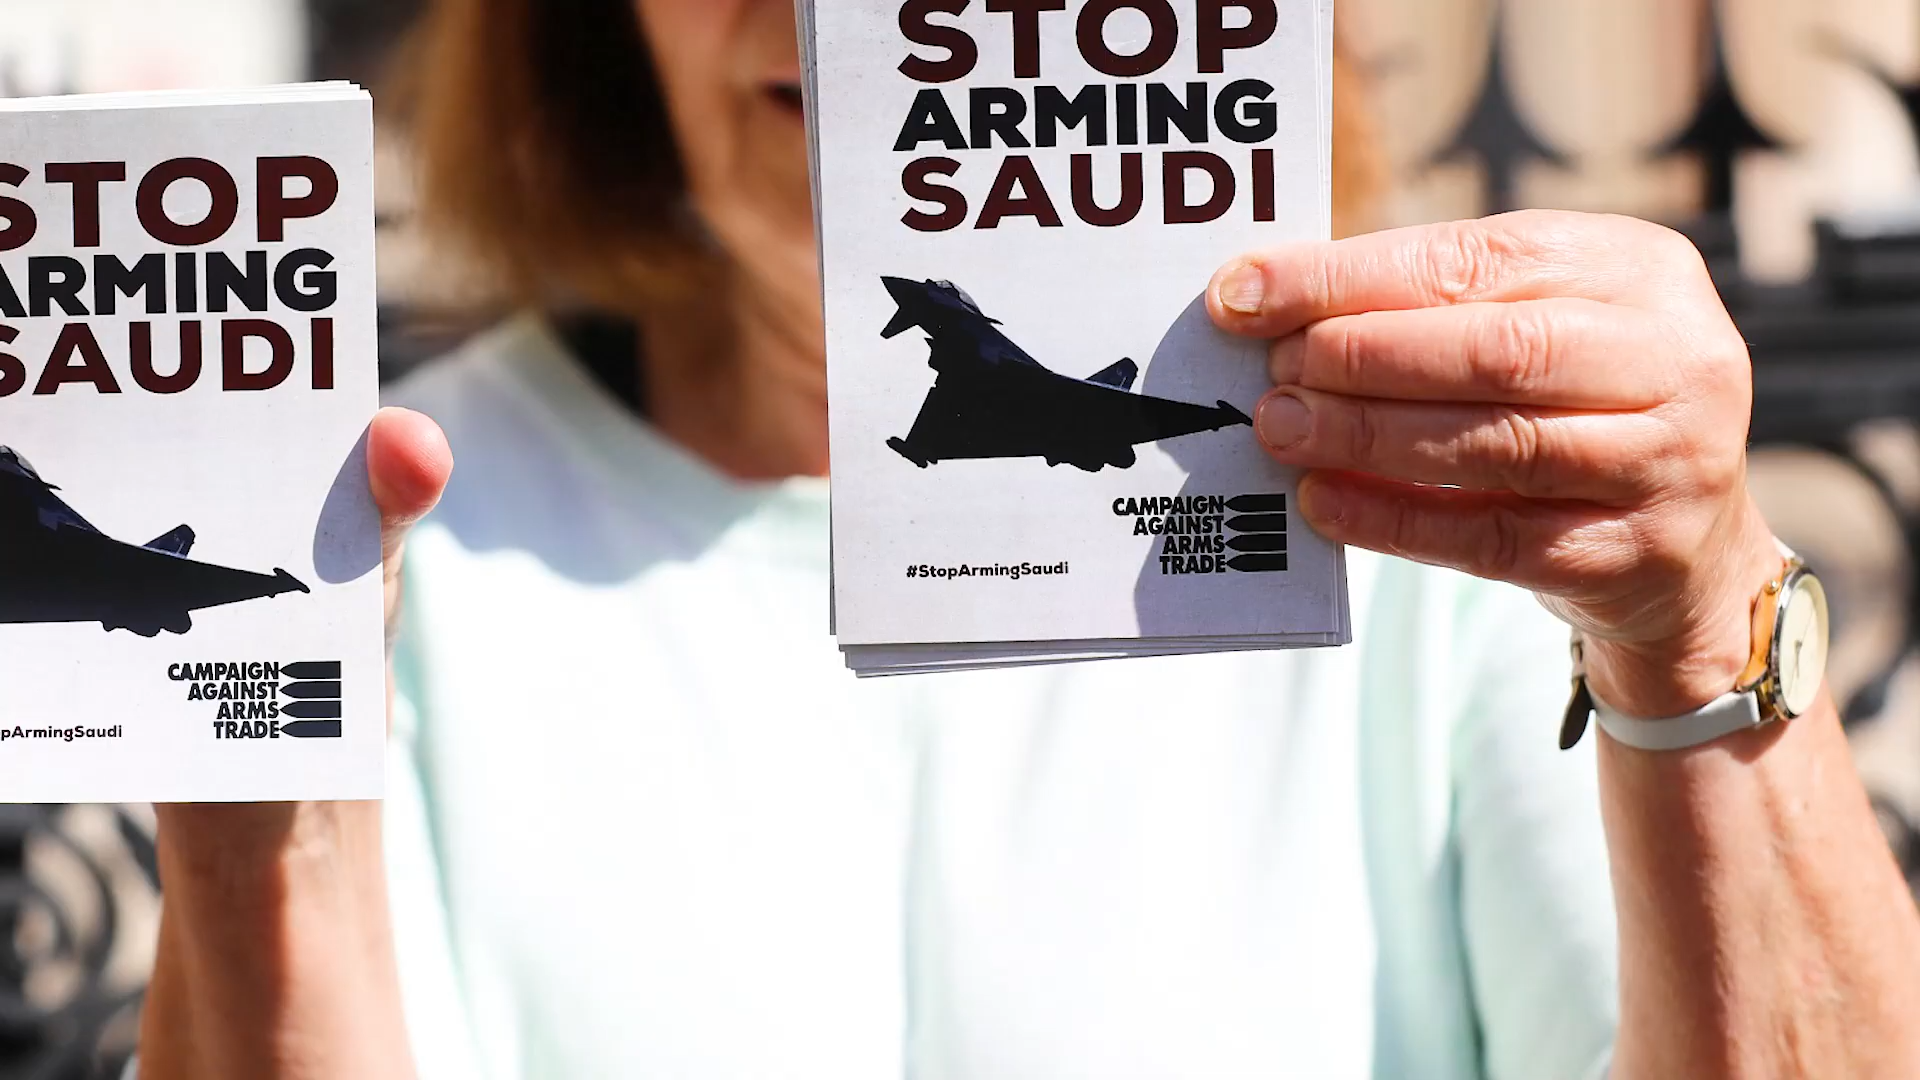 STOP
ARMING
SAUDI
CAMPAIGN
AGAINST
ARMS
TRADE
pArmingSaudi
STOP
ARMING
SAUDI
CAMPAIGN
AGAINST
ARMS
TRADE
#StopArmingSaudi